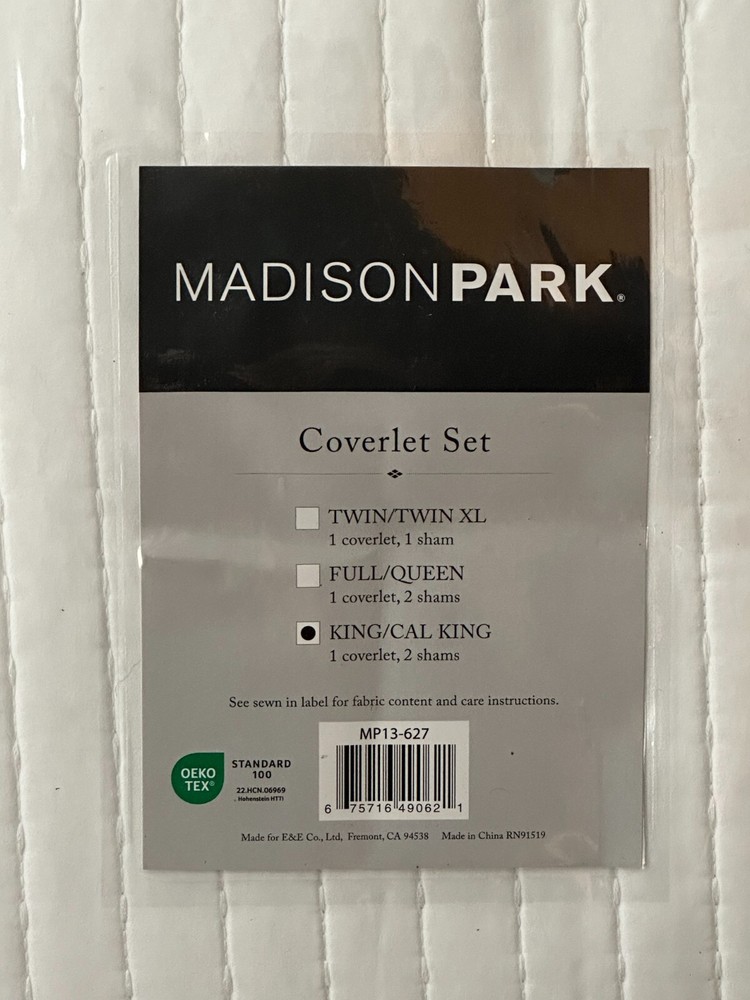 MADISONPARK®
Coverlet Set
TWIN/TWIN XL
1 coverlet, 1 sham
FULL/QUEEN
1 coverlet, 2 shams
KING/CAL KING
1 coverlet, 2 shams
See sewn in label for fabric content and care instructions.
OEKO
TEX®
STANDARD
100
22.HCN.06969
Hohenstein HTTI
MP13-627
6 75716 49062 1
Made for E&E Co., Ltd, Fremont, CA 94538 Made in China RN91519